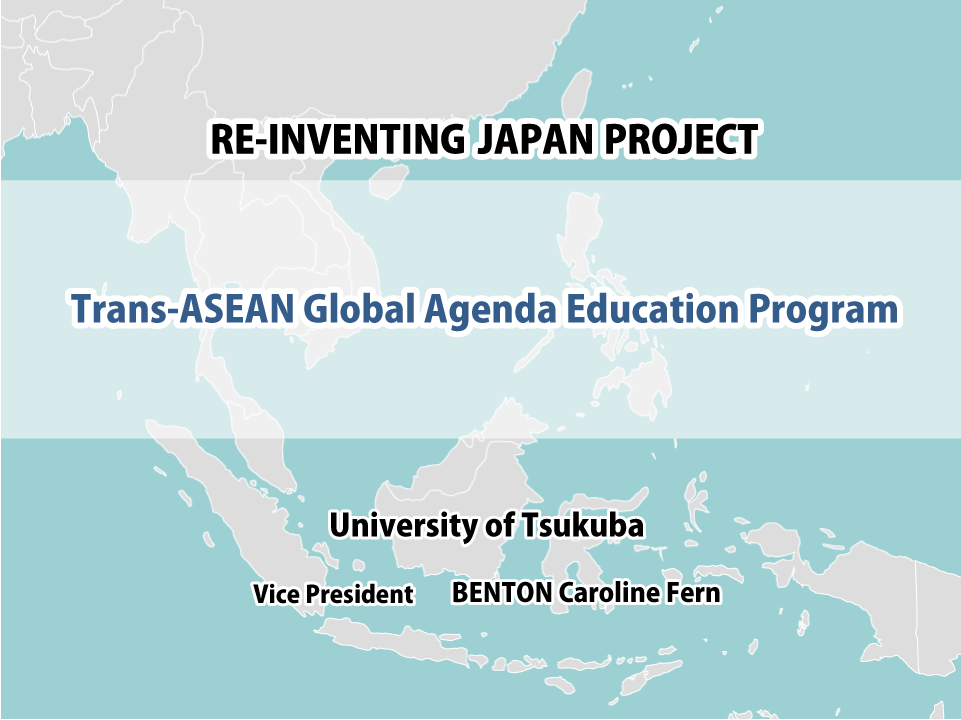 RE-INVENTING JAPAN PROJECT
Trans-ASEAN Global Agenda Education Program
University of Tsukuba
Vice President BENTON Caroline Fern